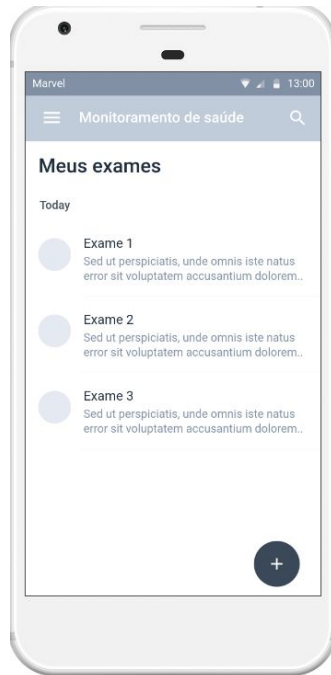 Marvel 13:00
Monitoramento de saúde
Meus exames
Today
Exame 1
Sed ut perspiciatis, unde omnis iste natus
error sit voluptatem accusantium dolorem..
Exame 2
Sed ut perspiciatis, unde omnis iste natus
error sit voluptatem accusantium dolorem..
Exame 3
Sed ut perspiciatis, unde omnis iste natus
error sit voluptatem accusantium dolorem..
+